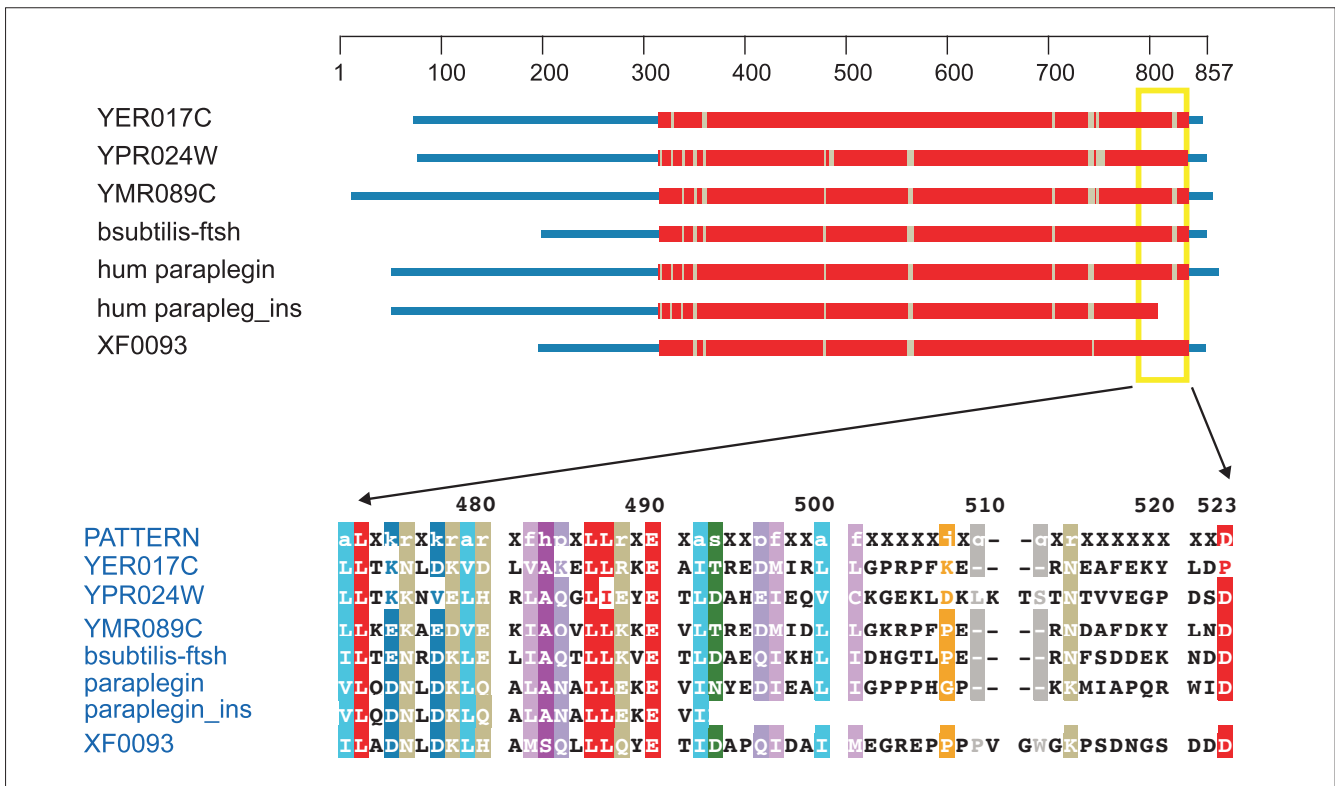 1 100 200 300 400 500 600 700 800 857
YER017C
YPR024W
YMR089C
bsubtilis-ftsh
hum paraplegin
hum parapleg_ins
XF0093
480 490 500 510 520 523
PATTERN aLXkrXkrar XfhpXLLrXE XasXXpfXXa fXXXXXiXg- -gXrXXXXXX XXD
YER017C LLTKNLDKVD LVAKELLRKE AITREDMIRL LGPRPFKE-- --RNEAFEKY LDP
YPR024W LLTKKNVELH RLAQGLIEYE TLDAHEIEQV CKGEKLDKLK TSTNTVVEGP DSD
YMR089C LLKEKAEDVE KIAQVLLKKE VLTREDMIDL LGKRPFPE-- --RNDAFDKY LND
bsubtilis-ftsh ILTENRDKLE LIAQTLLKVE TLDAEQIKHL IDHGTLPE-- --RNFSDDEK NDD
paraplegin VLQDNLDKLQ ALANALLEKE VINYEDIEAL IGPPPHGP-- --KKMIAPQR WID
paraplegin_ins VLQDNLDKLQ ALANALLEKE VI
XF0093 ILADNLDKLH AMSQLLLQYE TIDAPQIDAI MEGREPPPPV GWGKPSDNGS DDD